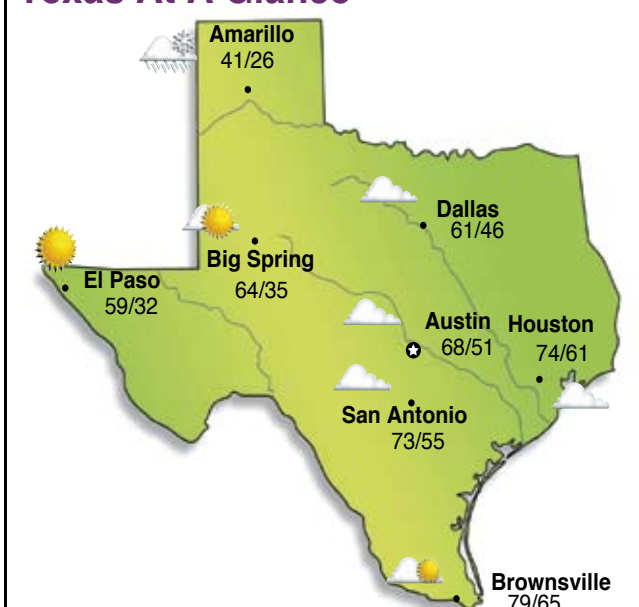 Texas At A Glance
Amarillo
41/26
Dallas
61/46
Big Spring
64/35
El Paso
59/32
Austin
68/51
Houston
74/61
San Antonio
73/55
Brownsville
79/65